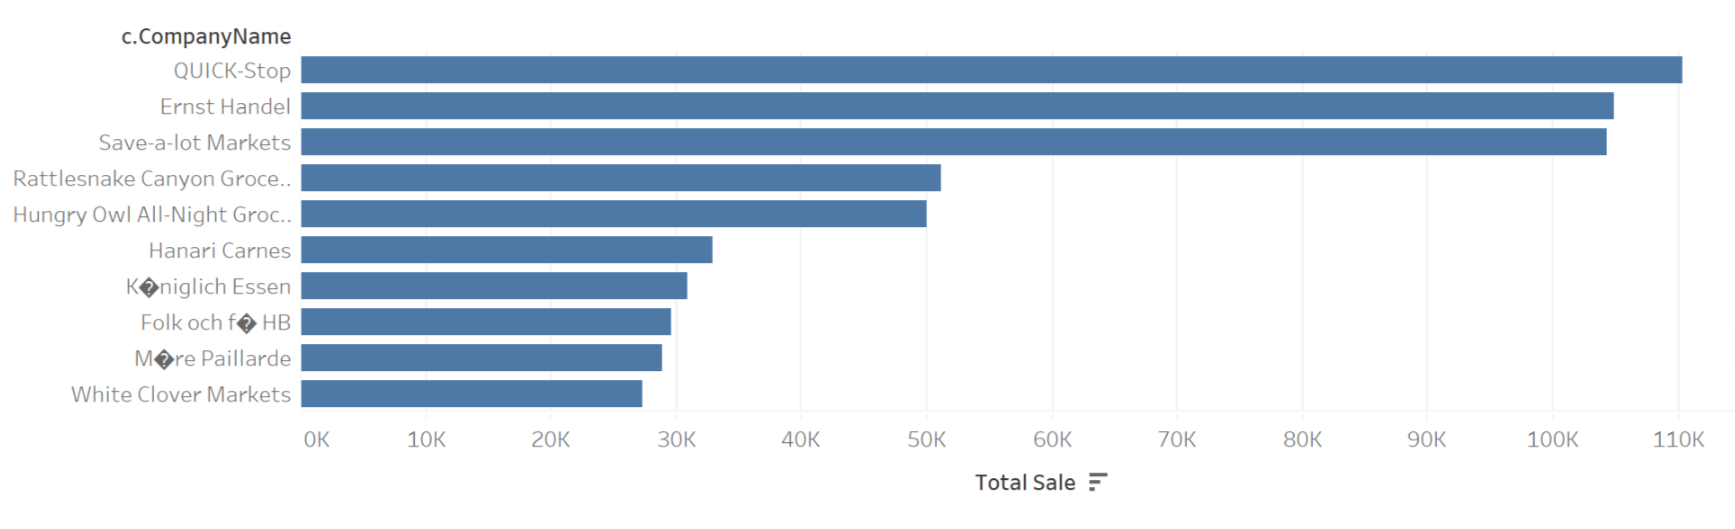 c.CompanyName
QUICK-Stop
Ernst Handel
Save-a-lot Markets
Rattlesnake Canyon Groce..
Hungry Owl All-Night Groc..
Hanari Carnes
K�niglich Essen
Folk och f� HB
M�re Paillarde
White Clover Markets
0K 10K 20K 30K 40K 50K 60K 70K 80K 90K 100K 110K
Total Sale